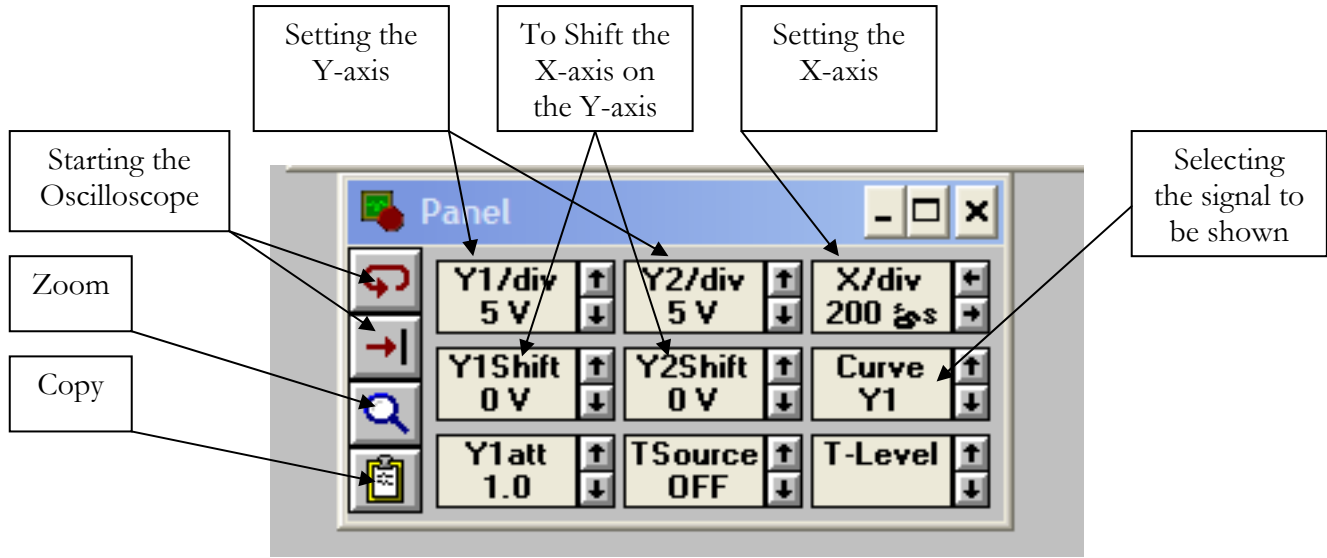 Setting the
Y-axis
To Shift the
X-axis on
the Y-axis
Setting the
X-axis
Starting the
Oscilloscope
Selecting
the signal to
be shown
Zoom
Copy
Panel
Y1/div
5 V
Y2/div
5 V
X/div
200 s
Y1Shift
0 V
Y2Shift
0 V
Curve
Y1
Y1att
1.0
TSource
OFF
T-Level